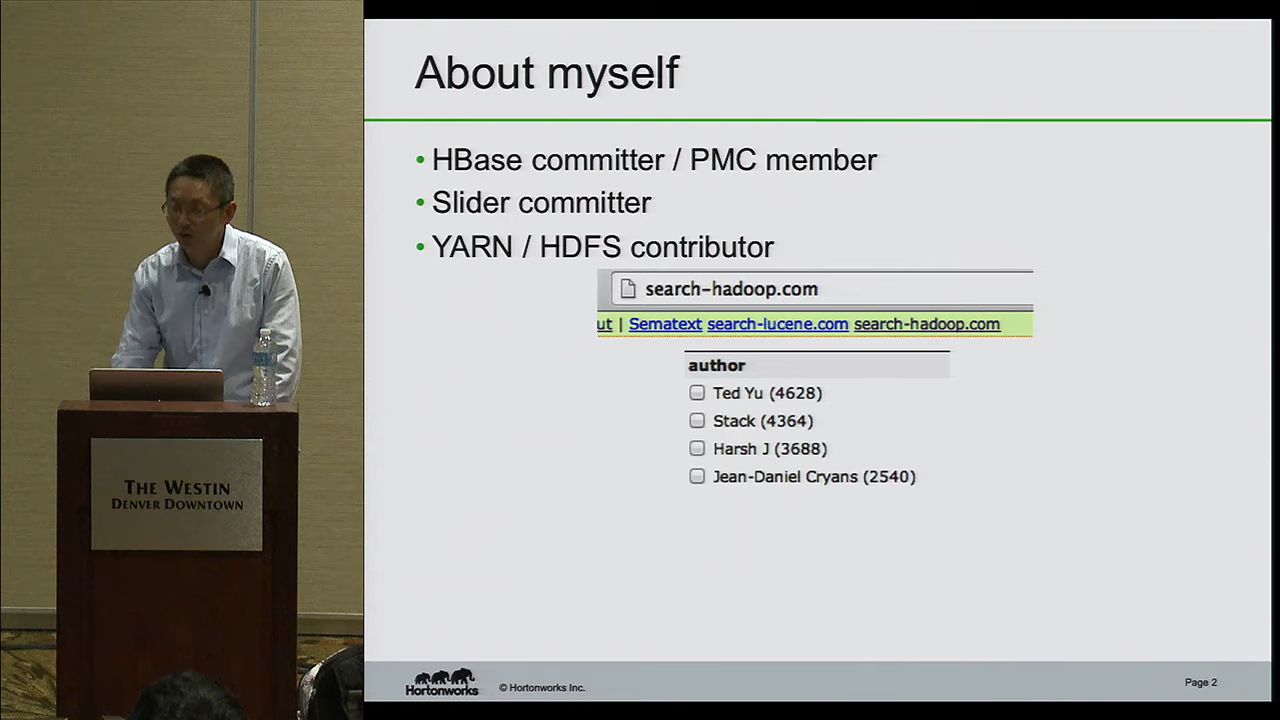 About myself
• HBase committer / PMC member
• Slider committer
• YARN / HDFS contributor
search-hadoop.com
ut | Sematext search-lucene.com search-hadoop.com
author
Ted Yu (4628)
Stack (4364)
Harsh J (3688)
Jean-Daniel Cryans (2540)
THE WESTIN
DENVER DOWNTOWN
Hortonworks
© Hortonworks Inc.
Page 2